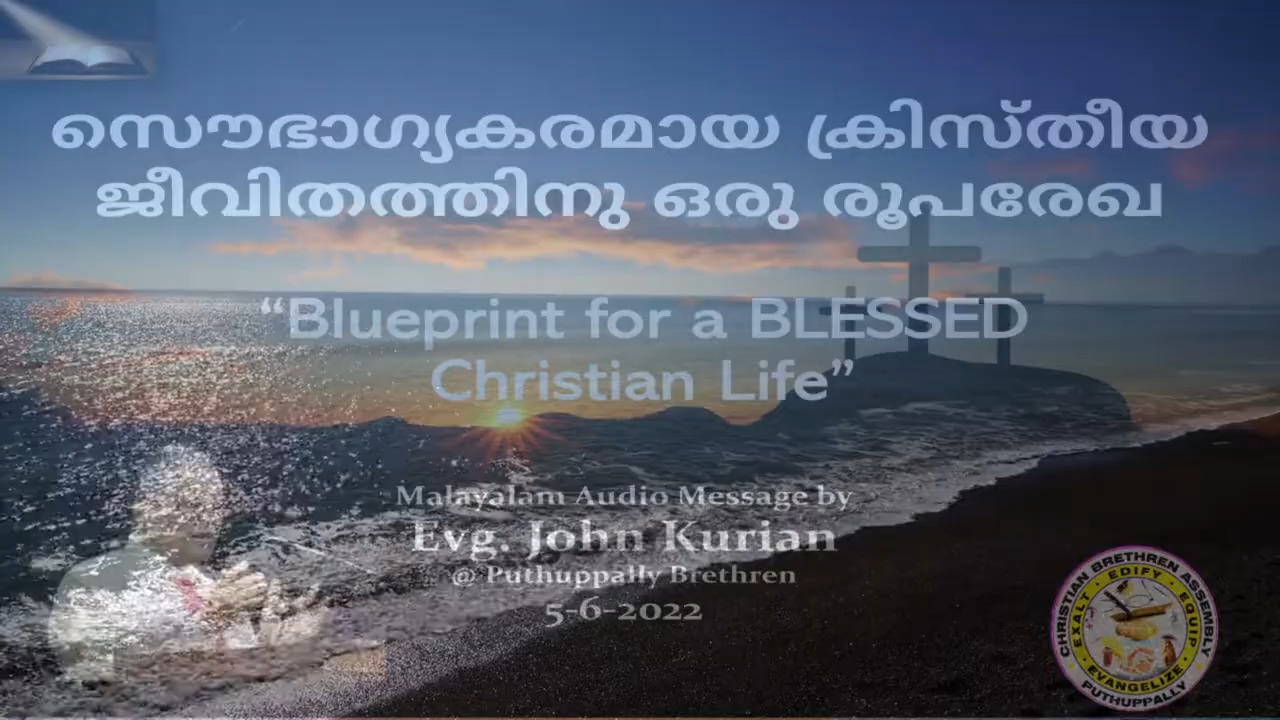 സൌഭാഗ്യകരമായ ക്രിസ്തീയ
ജീവിതത്തിനു ഒരു രൂപരേഖ
“Blueprint for a BLESSED
Christian Life”
Malayalam Audio Message by
Evg. John Kurian
@ Puthuppally Brethren
5-6-2022
CHRISTIAN BRETHREN ASSEMBLY
EXALT • EDIFY • EQUIP
EVANGELIZE
PUTHUPPALLY